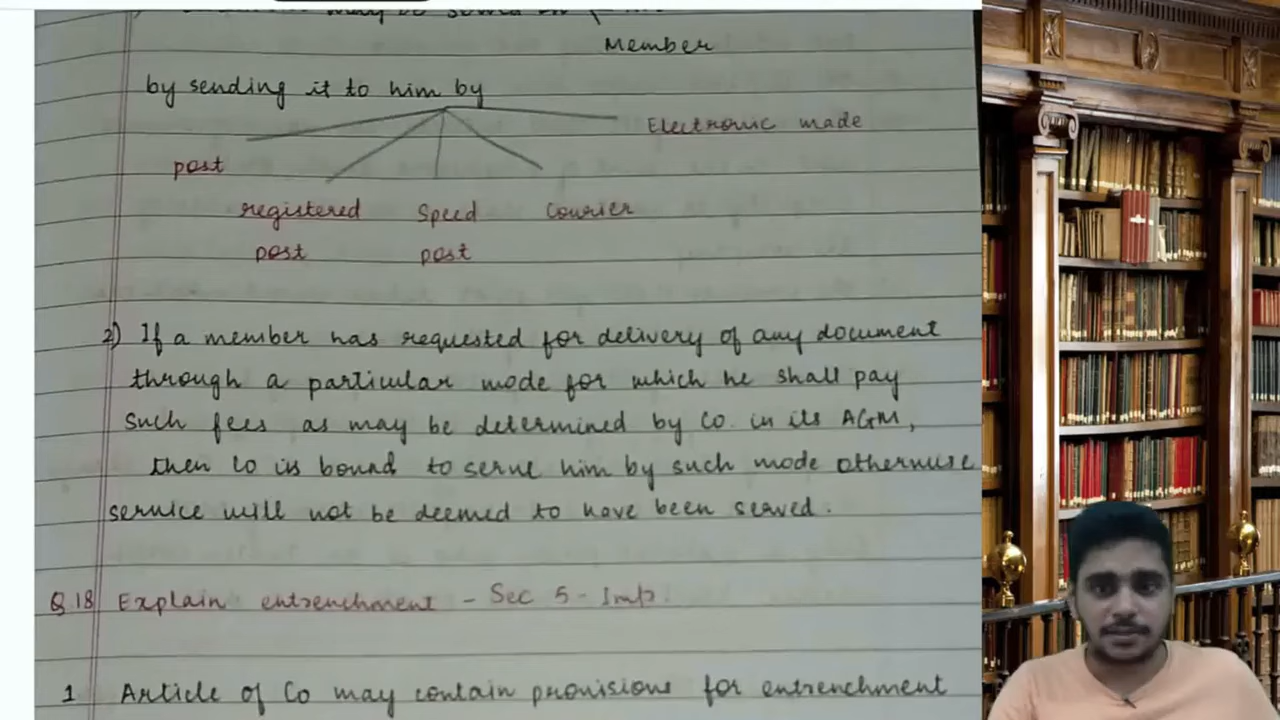 Member
by sending it to him by
Electronic made
post
registered Speed Courier
post post
2) If a member has requested for delivery of any document
through a particular mode for which he shall pay
such fees as may be determined by Co. in its AGM,
then Co is bound to serve him by such mode otherwise
service will not be deemed to have been served.
Q.18 Explain entrenchment - Sec 5 - Imp.
1 Article of Co may contain provisions for entrenchment